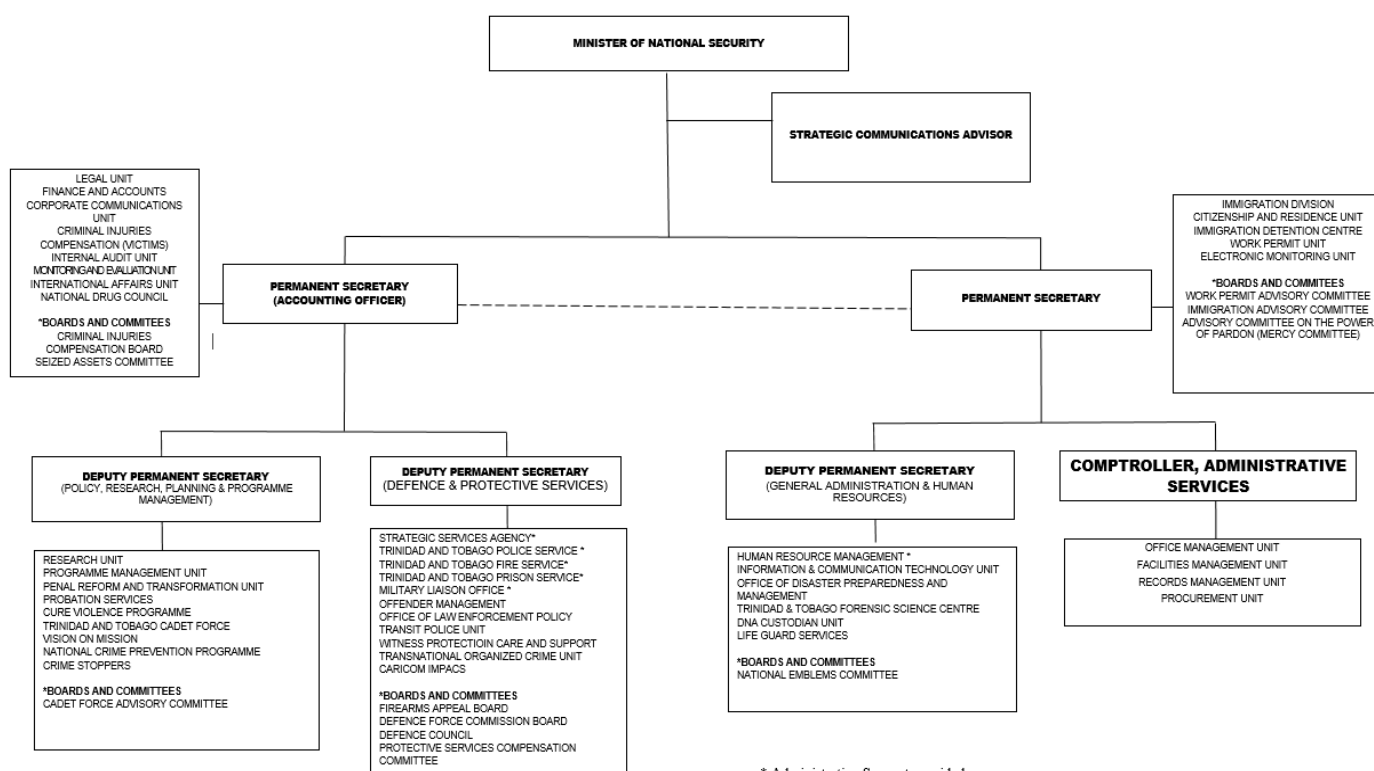 MINISTER OF NATIONAL SECURITY
STRATEGIC COMMUNICATIONS ADVISOR
LEGAL UNIT
FINANCE AND ACCOUNTS
CORPORATE COMMUNICATIONS
UNIT
CRIMINAL INJURIES
COMPENSATION (VICTIMS)
INTERNAL AUDIT UNIT
MONITORING AND EVALUATION UNIT
INTERNATIONAL AFFAIRS UNIT
NATIONAL DRUG COUNCIL
*BOARDS AND COMMITEES
CRIMINAL INJURIES
COMPENSATION BOARD
SEIZED ASSETS COMMITTEE
PERMANENT SECRETARY
(ACCOUNTING OFFICER)
PERMANENT SECRETARY
IMMIGRATION DIVISION
CITIZENSHIP AND RESIDENCE UNIT
IMMIGRATION DETENTION CENTRE
WORK PERMIT UNIT
ELECTRONIC MONITORING UNIT
*BOARDS AND COMMITEES
WORK PERMIT ADVISORY COMMITTEE
IMMIGRATION ADVISORY COMMITTEE
ADVISORY COMMITTEE ON THE POWER
OF PARDON (MERCY COMMITTEE)
DEPUTY PERMANENT SECRETARY
(POLICY, RESEARCH, PLANNING & PROGRAMME
MANAGEMENT)
DEPUTY PERMANENT SECRETARY
(DEFENCE & PROTECTIVE SERVICES)
DEPUTY PERMANENT SECRETARY
(GENERAL ADMINISTRATION & HUMAN
RESOURCES)
COMPTROLLER, ADMINISTRATIVE
SERVICES
RESEARCH UNIT
PROGRAMME MANAGEMENT UNIT
PENAL REFORM AND TRANSFORMATION UNIT
PROBATION SERVICES
CURE VIOLENCE PROGRAMME
TRINIDAD AND TOBAGO CADET FORCE
VISION ON MISSION
NATIONAL CRIME PREVENTION PROGRAMME
CRIME STOPPERS
*BOARDS AND COMMITTEES
CADET FORCE ADVISORY COMMITTEE
STRATEGIC SERVICES AGENCY*
TRINIDAD AND TOBAGO POLICE SERVICE *
TRINIDAD AND TOBAGO FIRE SERVICE*
TRINIDAD AND TOBAGO PRISON SERVICE*
MILITARY LIAISON OFFICE *
OFFENDER MANAGEMENT
OFFICE OF LAW ENFORCEMENT POLICY
TRANSIT POLICE UNIT
WITNESS PROTECTIOIN CARE AND SUPPORT
TRANSNATIONAL ORGANIZED CRIME UNIT
CARICOM IMPACS
*BOARDS AND COMMITTEES
FIREARMS APPEAL BOARD
DEFENCE FORCE COMMISSION BOARD
DEFENCE COUNCIL
PROTECTIVE SERVICES COMPENSATION
COMMITTEE
HUMAN RESOURCE MANAGEMENT *
INFORMATION & COMMUNICATION TECHNOLOGY UNIT
OFFICE OF DISASTER PREPAREDNESS AND
MANAGEMENT
TRINIDAD & TOBAGO FORENSIC SCIENCE CENTRE
DNA CUSTODIAN UNIT
LIFE GUARD SERVICES
*BOARDS AND COMMITTEES
NATIONAL EMBLEMS COMMITTEE
OFFICE MANAGEMENT UNIT
FACILITIES MANAGEMENT UNIT
RECORDS MANAGEMENT UNIT
PROCUREMENT UNIT